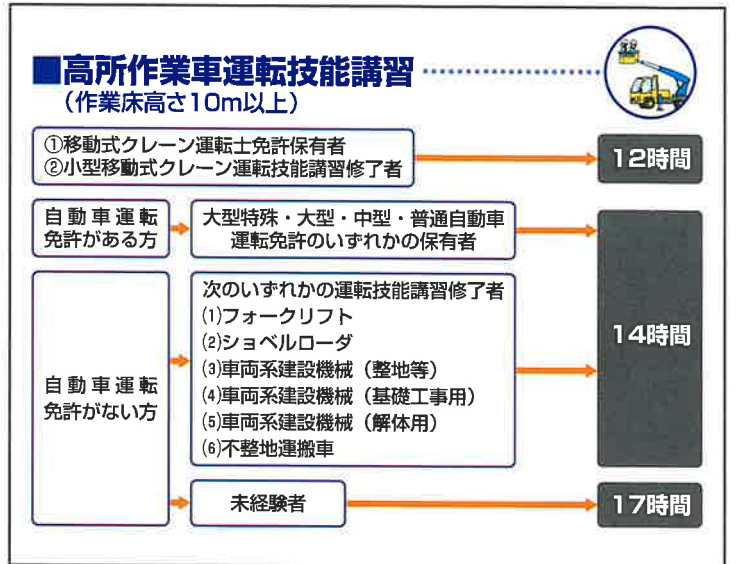 ■高所作業車運転技能講習
（作業床高さ10m以上）
①移動式クレーン運転士免許保有者
②小型移動式クレーン運転技能講習修了者
12時間
自動車運転
免許がある方
大型特殊・大型・中型・普通自動車
運転免許のいずれかの保有者
14時間
自動車運転
免許がない方
次のいずれかの運転技能講習修了者
⑴フォークリフト
⑵ショベルローダ
⑶車両系建設機械（整地等）
⑷車両系建設機械（基礎工事用）
⑸車両系建設機械（解体用）
⑹不整地運搬車
未経験者
17時間